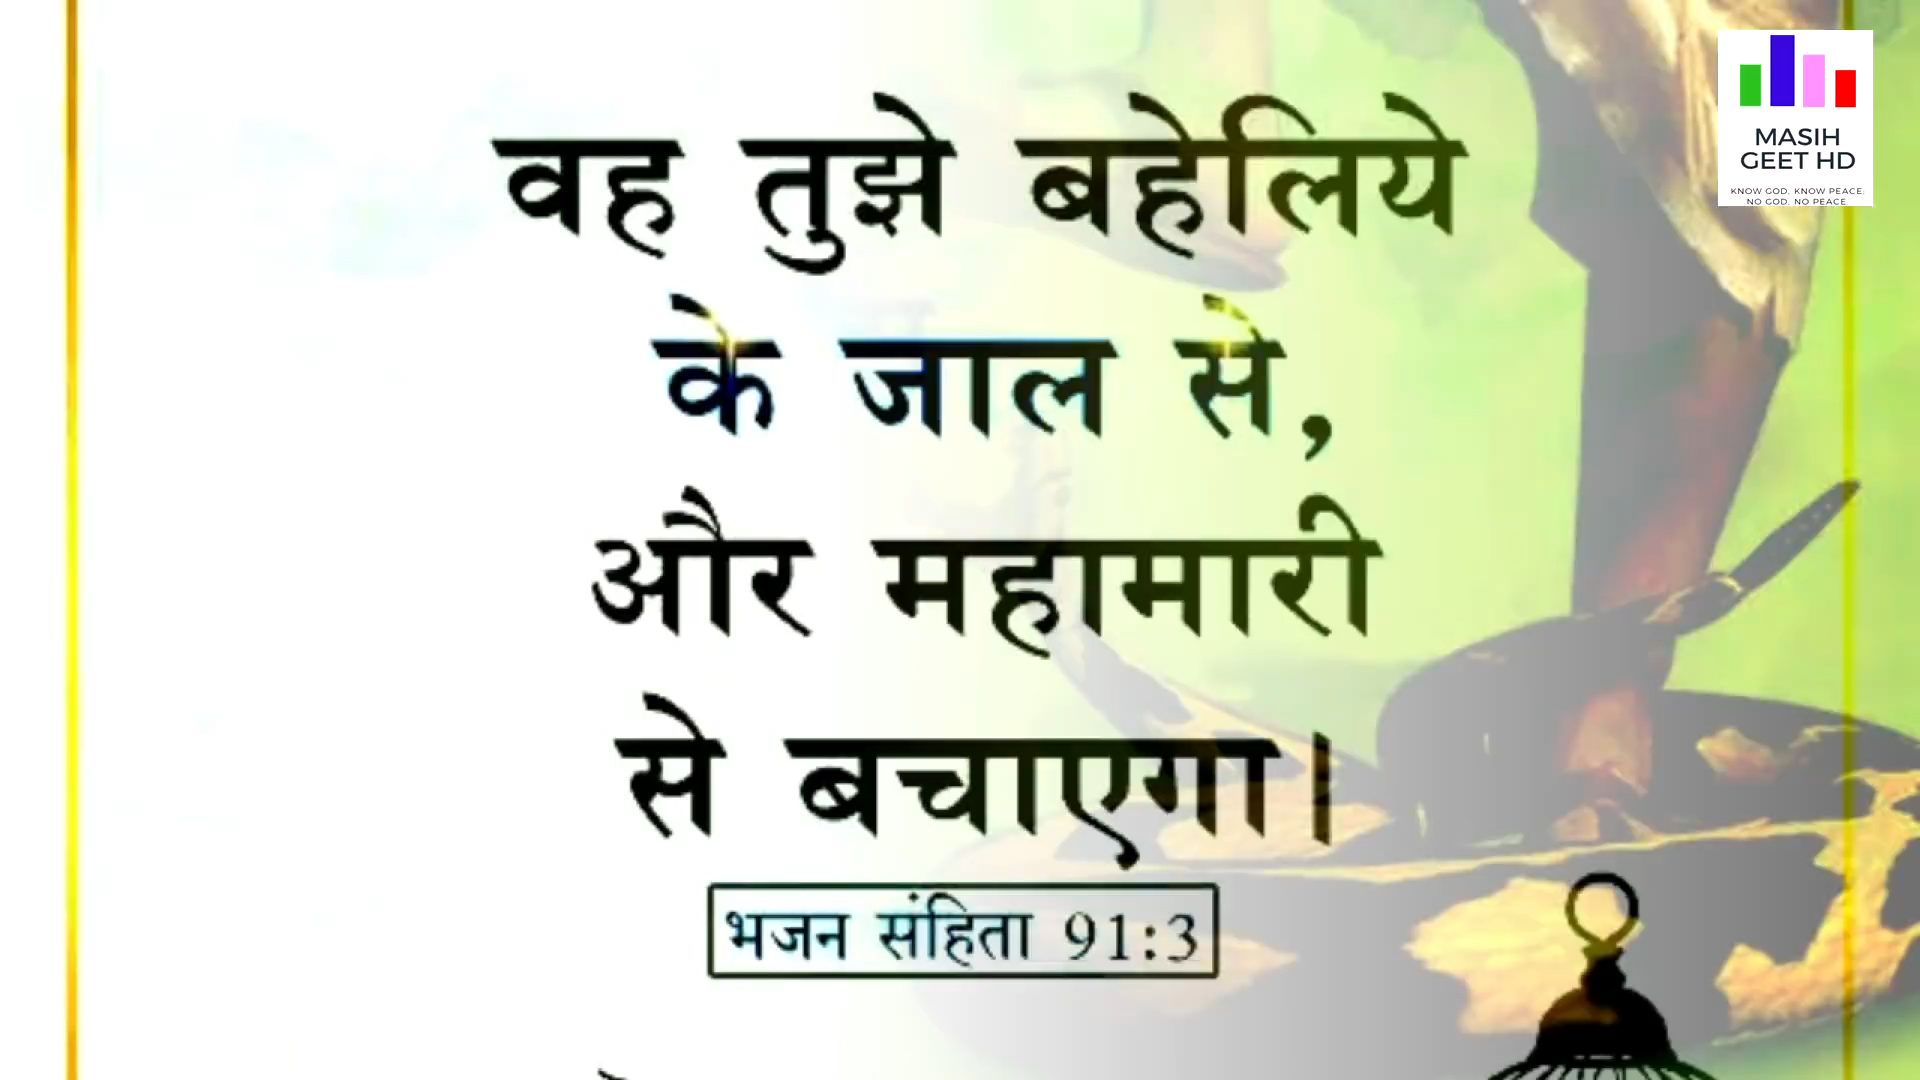 वह तुझे बहेलिये
के जाल से,
और महामारी
से बचाएगा।
भजन संहिता 91:3
MASIH
GEET HD
KNOW GOD. KNOW PEACE.
NO GOD. NO PEACE